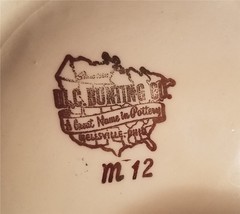 W.C. BUNTING CO.
A Great Name In Pottery
WELLSVILLE-OHIO
M 12